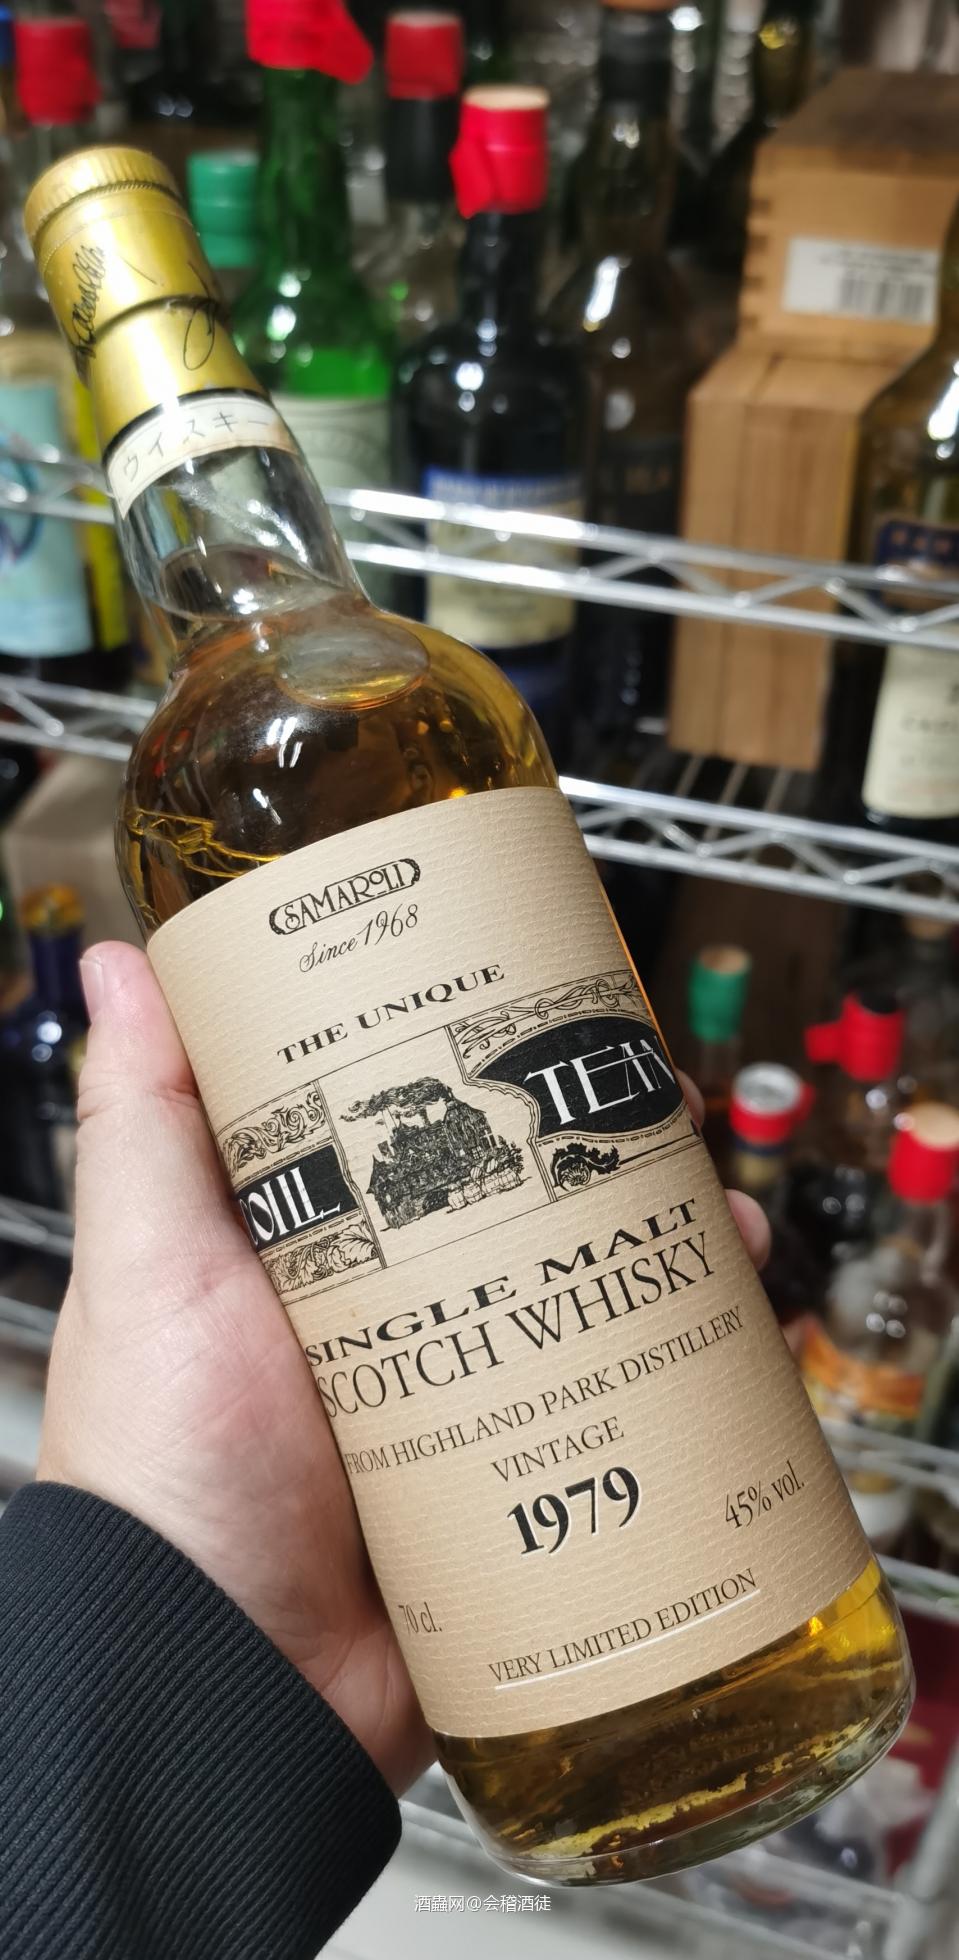 ウイスキー
SAMAROLI
Since 1968
THE UNIQUE
TEAN
COILL
SINGLE MALT
SCOTCH WHISKY
FROM HIGHLAND PARK DISTILLERY
VINTAGE
1979
45% vol.
70 cl.
VERY LIMITED EDITION
酒蟲网@会稽酒徒